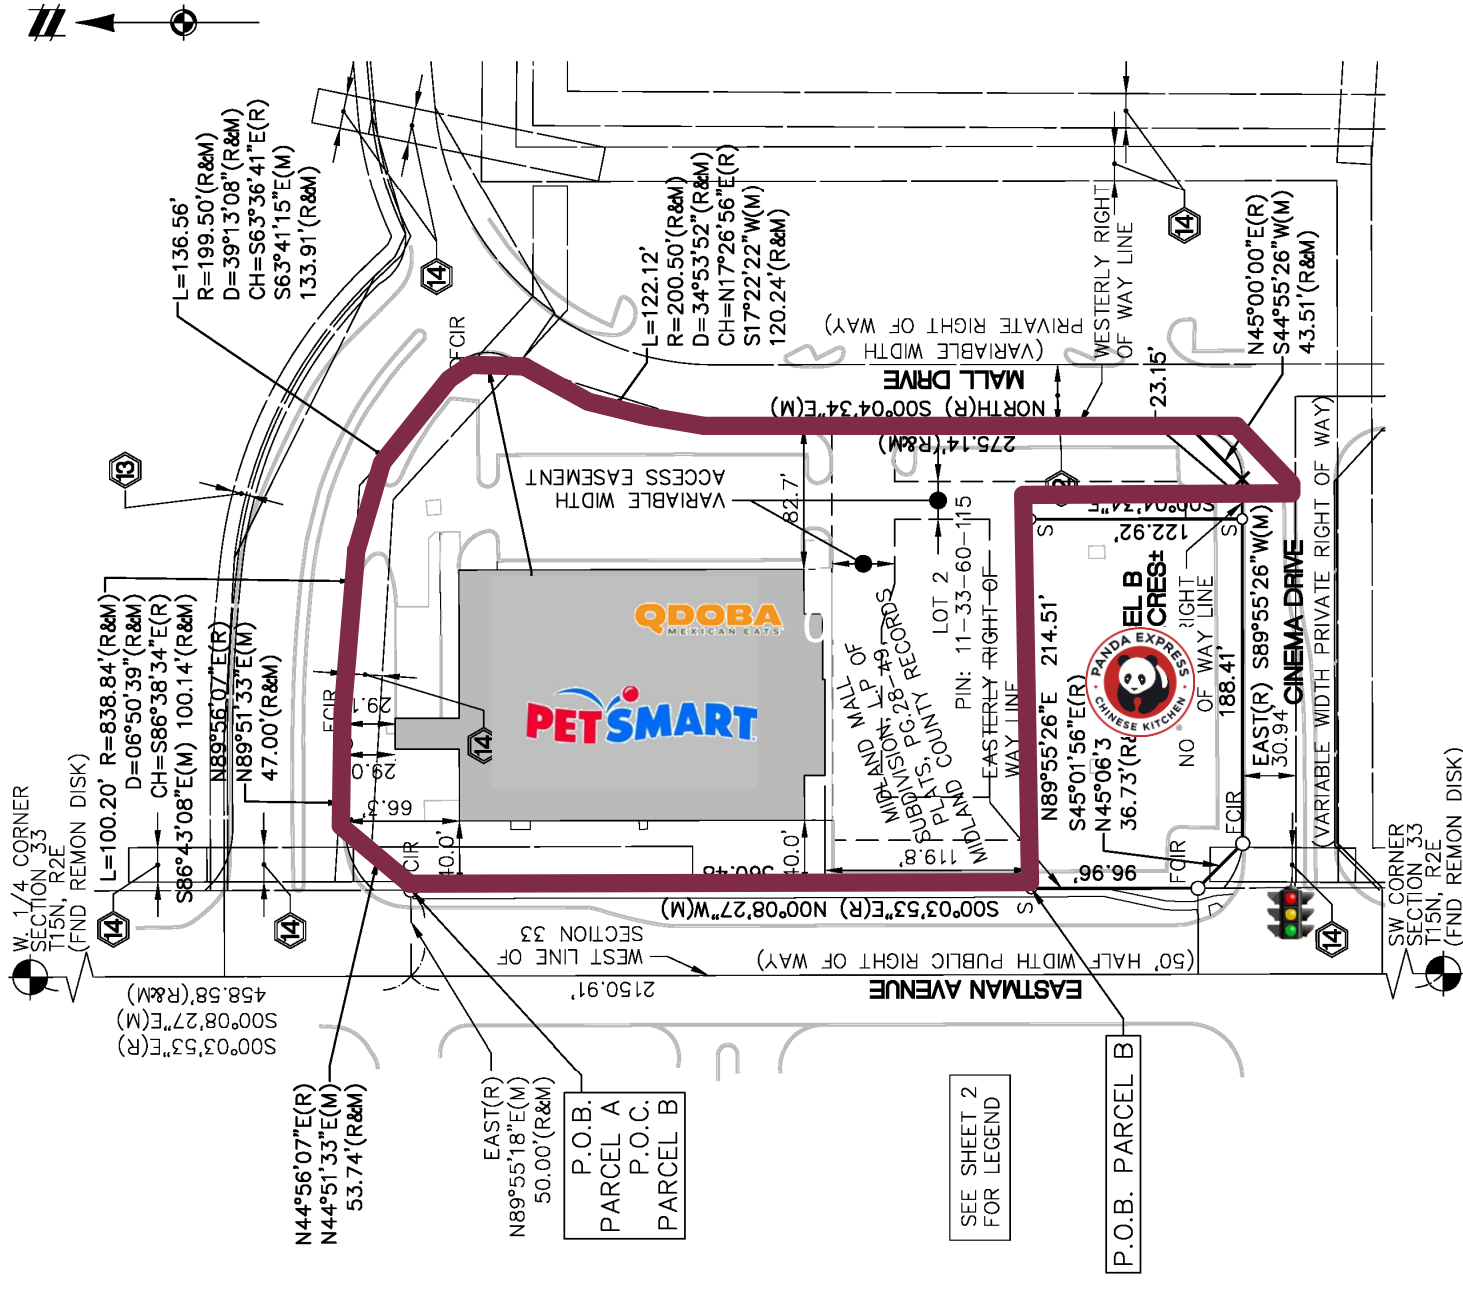 L=136.56'
R=199.50'(R&M)
D=39°13'08"(R&M)
CH=S63°36'41"E(R)
S63°41'15"E(M)
133.91'(R&M)
L=122.12'
R=200.50'(R&M)
D=34°53'52"(R&M)
CH=N17°26'56"E(R)
S17°22'22"W(M)
120.24'(R&M)
14
14
WESTERLY RIGHT
OF WAY LINE
N45°00'00"E(R)
S44°55'26"W(M)
43.51'(R&M)
13
FCIR
(VARIABLE WIDTH
PRIVATE RIGHT OF WAY)
MALL DRIVE
NORTH(R) S00°04'34"E(M)
275.14'(R&M)
23.15'
VARIABLE WIDTH
ACCESS EASEMENT
82.7'
L=100.20' R=838.84'(R&M)
D=06°50'39"(R&M)
CH=S86°38'34"E(R)
S86°43'08"E(M) 100.14'(R&M)
N89°56'07"E(R)
N89°51'33"E(M)
47.00'(R&M)
FCIR
29.1'
29.0'
66.3'
14
QDOBA
MEXICAN EATS
PETSMART
LOT 2
PIN: 11-33-60-115
MIDLAND MALL OF
SUBDIVISION, L.P
PLATS, PG.28-49,
MIDLAND COUNTY RECORDS
EASTERLY RIGHT OF
WAY LINE
S
S
S00°04'34"E
122.92'
N89°55'26"E 214.51'
S45°01'56"E(R)
N45°06'3
36.73'(R&
EL B
CRES±
PANDA EXPRESS
CHINESE KITCHEN
NO
RIGHT
OF WAY LINE
188.41'
EAST(R) S89°55'26"W(M)
30.94
CINEMA DRIVE
(VARIABLE WIDTH PRIVATE RIGHT OF WAY)
W. 1/4 CORNER
SECTION 33
T15N, R2E
(FND REMON DISK)
14
14
CIR
40.0'
360.48
40.0'
119.8'
96.96'
FCIR
FCIR
14
S
S00°03'53"E(R) N00°08'27"W(M)
WEST LINE OF
SECTION 33
2150.91'
(50' HALF WIDTH PUBLIC RIGHT OF WAY)
EASTMAN AVENUE
SW CORNER
SECTION 33
T15N, R2E
(FND REMON DISK)
S00°03'53"E(R)
S00°08'27"E(M)
458.58'(R&M)
N44°56'07"E(R)
N44°51'33"E(M)
53.74'(R&M)
EAST(R)
N89°55'18"E(M)
50.00'(R&M)
P.O.B.
PARCEL A
P.O.C.
PARCEL B
SEE SHEET 2
FOR LEGEND
P.O.B. PARCEL B